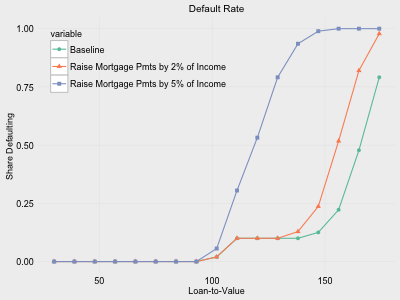 Default Rate
variable
Baseline
Raise Mortgage Pmts by 2% of Income
Raise Mortgage Pmts by 5% of Income
Share Defaulting
1.00
0.75
0.50
0.25
0.00
50
100
150
Loan-to-Value